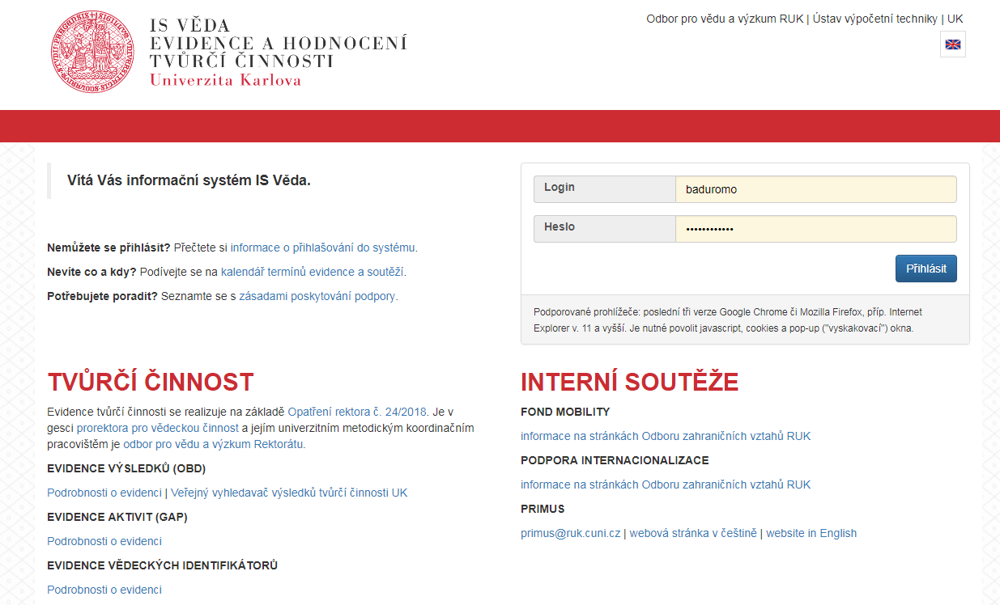 IS VĚDA
EVIDENCE A HODNOCENÍ
TVŮRČÍ ČINNOSTI
Univerzita Karlova
Odbor pro vědu a výzkum RUK | Ústav výpočetní techniky | UK
Vítá Vás informační systém IS Věda.
Nemůžete se přihlásit? Přečtete si informace o přihlašování do systému.
Nevíte co a kdy? Podívejte se na kalendář termínů evidence a soutěží.
Potřebujete poradit? Seznamte se s zásadami poskytování podpory.
Login
baduromo
Heslo
••••••••••••
Přihlásit
Podporované prohlížeče: poslední tři verze Google Chrome či Mozilla Firefox, příp. Internet
Explorer v. 11 a vyšší. Je nutné povolit javascript, cookies a pop-up ("vyskakovací") okna.
TVŮRČÍ ČINNOST
Evidence tvůrčí činnosti se realizuje na základě Opatření rektora č. 24/2018. Je v
gesci prorektora pro vědeckou činnost a jejím univerzitním metodickým koordinačním
pracovištěm je odbor pro vědu a výzkum Rektorátu.
EVIDENCE VÝSLEDKŮ (OBD)
Podrobnosti o evidenci | Veřejný vyhledavač výsledků tvůrčí činnosti UK
EVIDENCE AKTIVIT (GAP)
Podrobnosti o evidenci
EVIDENCE VĚDECKÝCH IDENTIFIKÁTORŮ
Podrobnosti o evidenci
INTERNÍ SOUTĚŽE
FOND MOBILITY
informace na stránkách Odboru zahraničních vztahů RUK
PODPORA INTERNACIONALIZACE
informace na stránkách Odboru zahraničních vztahů RUK
PRIMUS
primus@ruk.cuni.cz | webová stránka v češtině | website in English